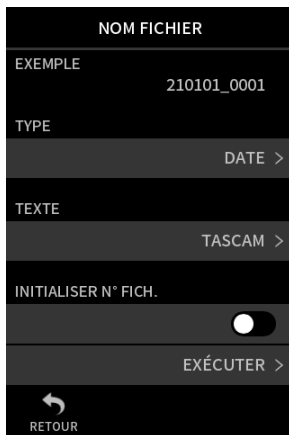 NOM FICHIER
EXEMPLE
210101_0001
TYPE
DATE >
TEXTE
TASCAM >
INITIALISER N° FICH.
EXÉCUTER >
RETOUR